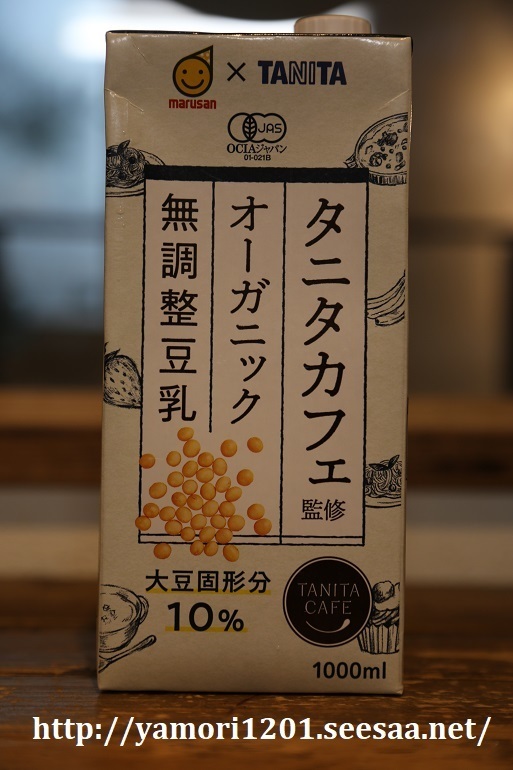 marusan
× TANITA
JAS
OCIAジャパン
01-021B
タニタカフェ監修
オーガニック
無調整豆乳
大豆固形分
10%
TANITA
CAFE
1000ml
http://yamori1201.seesaa.net/